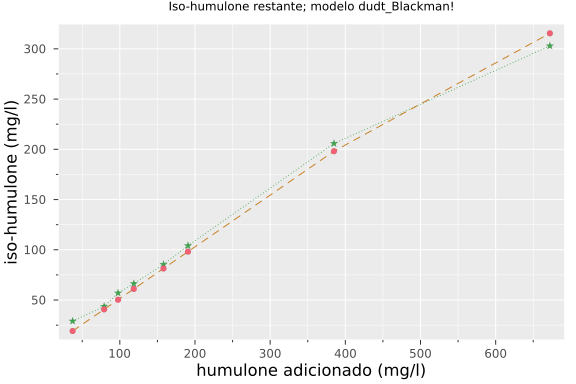 Iso-humulone restante; modelo dudt_Blackman!
iso-humulone (mg/l)
300
250
200
150
100
50
100 200 300 400 500 600
humulone adicionado (mg/l)